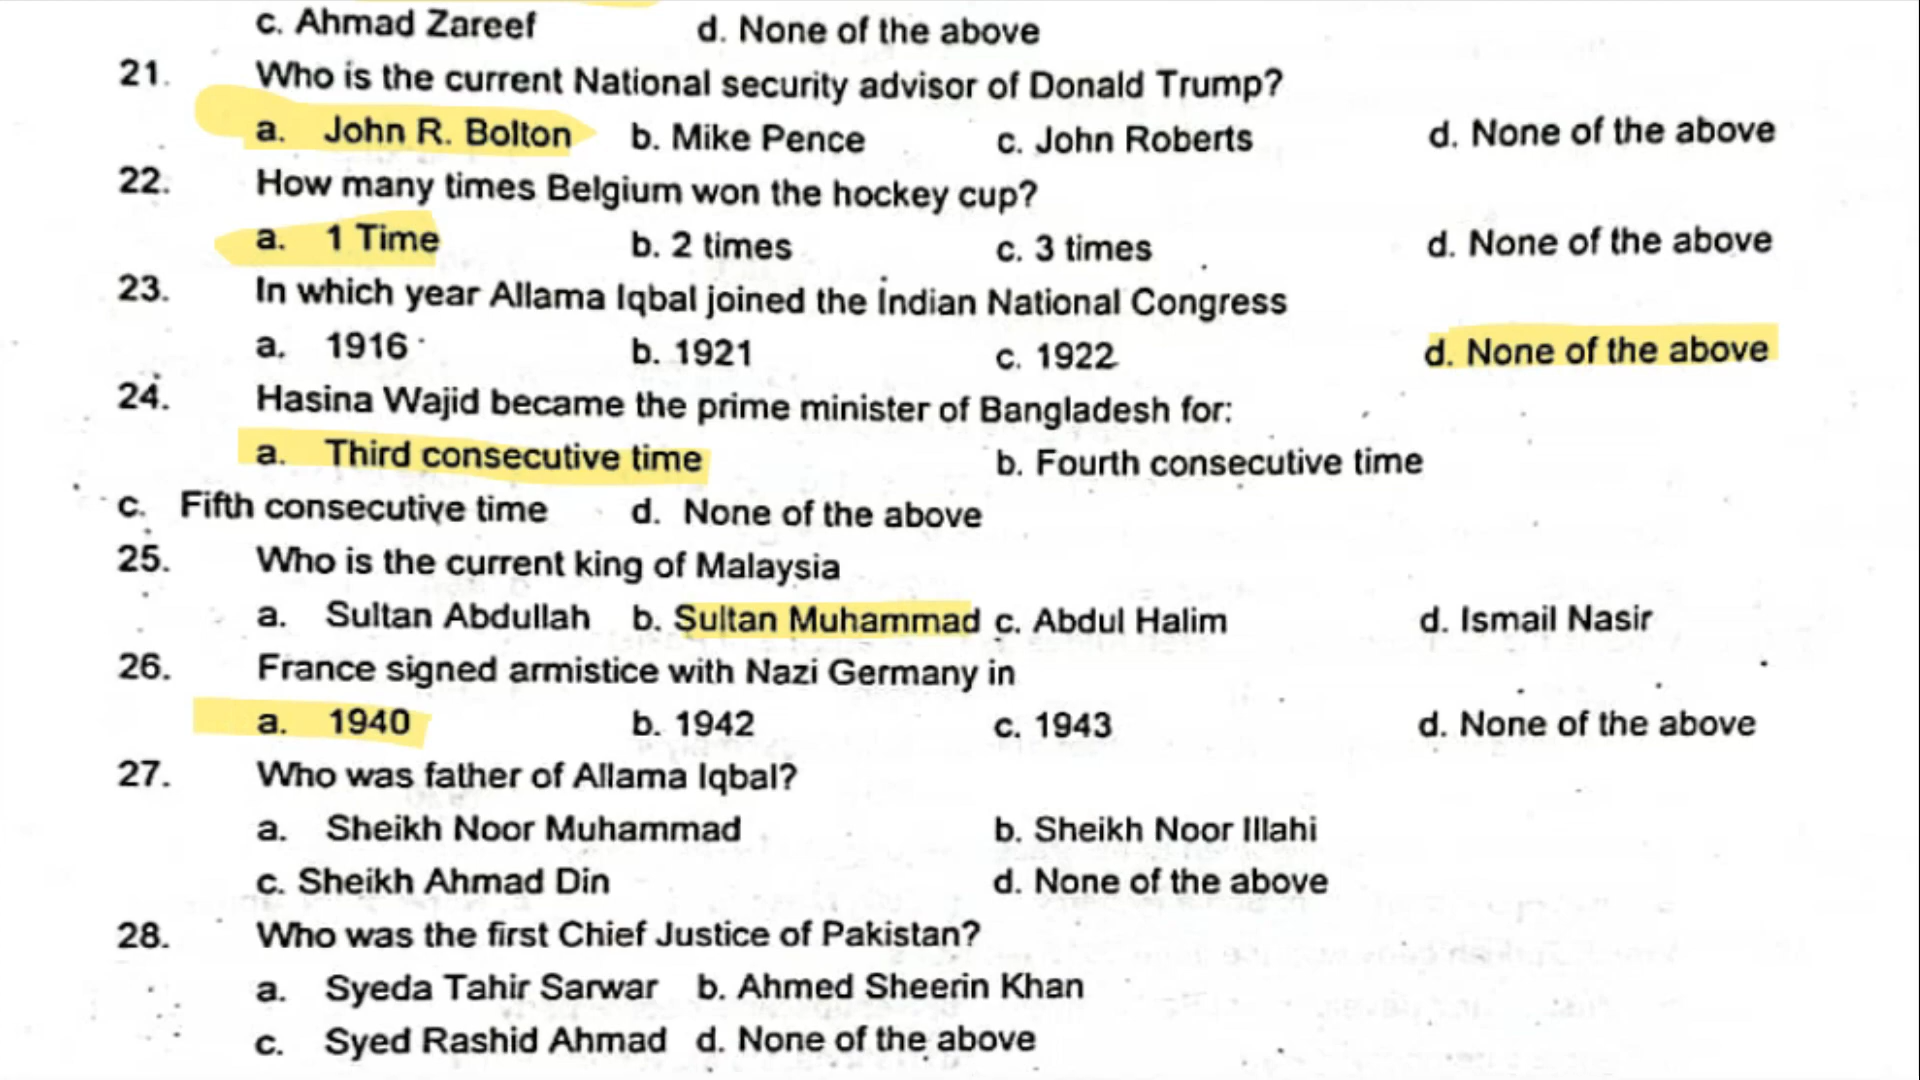 c. Ahmad Zareef d. None of the above
21. Who is the current National security advisor of Donald Trump?
a. John R. Bolton b. Mike Pence c. John Roberts d. None of the above
22. How many times Belgium won the hockey cup?
a. 1 Time b. 2 times c. 3 times d. None of the above
23. In which year Allama Iqbal joined the Indian National Congress
a. 1916 b. 1921 c. 1922 d. None of the above
24. Hasina Wajid became the prime minister of Bangladesh for:
a. Third consecutive time b. Fourth consecutive time
c. Fifth consecutive time d. None of the above
25. Who is the current king of Malaysia
a. Sultan Abdullah b. Sultan Muhammad c. Abdul Halim d. Ismail Nasir
26. France signed armistice with Nazi Germany in
a. 1940 b. 1942 c. 1943 d. None of the above
27. Who was father of Allama Iqbal?
a. Sheikh Noor Muhammad b. Sheikh Noor Illahi
c. Sheikh Ahmad Din d. None of the above
28. Who was the first Chief Justice of Pakistan?
a. Syeda Tahir Sarwar b. Ahmed Sheerin Khan
c. Syed Rashid Ahmad d. None of the above